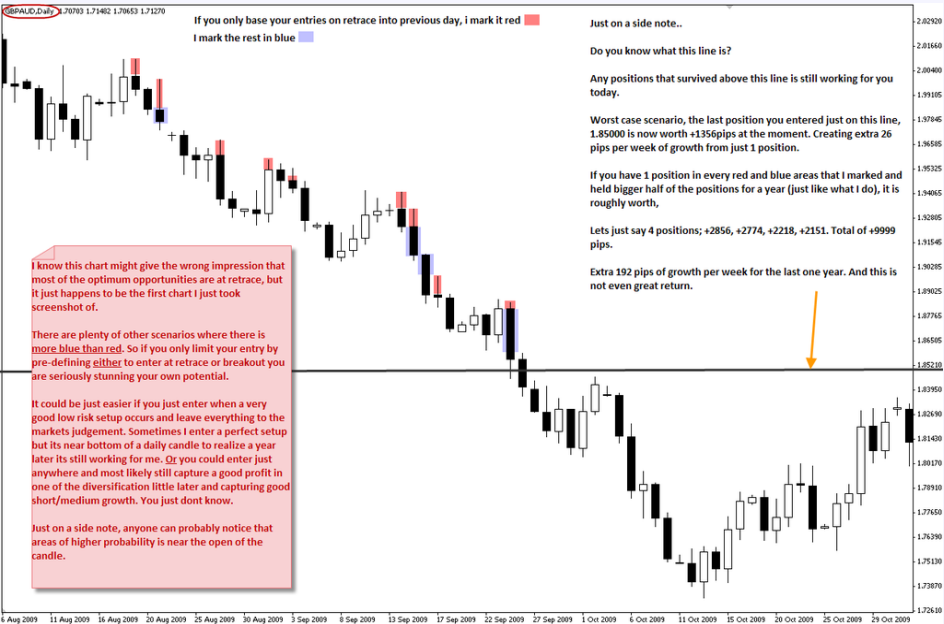 GBPAUD,Daily 1.70703 1.71482 1.70653 1.71270
If you only base your entries on retrace into previous day, i mark it red
I mark the rest in blue
Just on a side note..
Do you know what this line is?
Any positions that survived above this line is still working for you
today.
Worst case scenario, the last position you entered just on this line,
1.85000 is now worth +1356pips at the moment. Creating extra 26
pips per week of growth from just 1 position.
If you have 1 position in every red and blue areas that I marked and
held bigger half of the positions for a year (just like what I do), it is
roughly worth,
Lets just say 4 positions; +2856, +2774, +2218, +2151. Total of +9999
pips.
Extra 192 pips of growth per week for the last one year. And this is
not even great return.
I know this chart might give the wrong impression that
most of the optimum opportunities are at retrace, but
it just happens to be the first chart I just took
screenshot of.
There are plenty of other scenarios where there is
more blue than red. So if you only limit your entry by
pre-defining either to enter at retrace or breakout you
are seriously stunning your own potential.
It could be just easier if you just enter when a very
good low risk setup occurs and leave everything to the
markets judgement. Sometimes I enter a perfect setup
but its near bottom of a daily candle to realize a year
later its still working for me. Or you could enter just
anywhere and most likely still capture a good profit in
one of the diversification little later and capturing good
short/medium growth. You just dont know.
Just on a side note, anyone can probably notice that
areas of higher probability is near the open of the
candle.
2.02920
2.01660
2.00400
1.99105
1.97845
1.96585
1.95325
1.94065
1.92805
1.91545
1.90285
1.89025
1.87765
1.86505
1.85210
1.83950
1.82690
1.81430
1.80170
1.78910
1.77650
1.76390
1.75130
1.73870
1.72610
6 Aug 2009
11 Aug 2009
16 Aug 2009
20 Aug 2009
25 Aug 2009
30 Aug 2009
3 Sep 2009
8 Sep 2009
13 Sep 2009
17 Sep 2009
22 Sep 2009
27 Sep 2009
1 Oct 2009
6 Oct 2009
11 Oct 2009
15 Oct 2009
20 Oct 2009
25 Oct 2009
29 Oct 2009